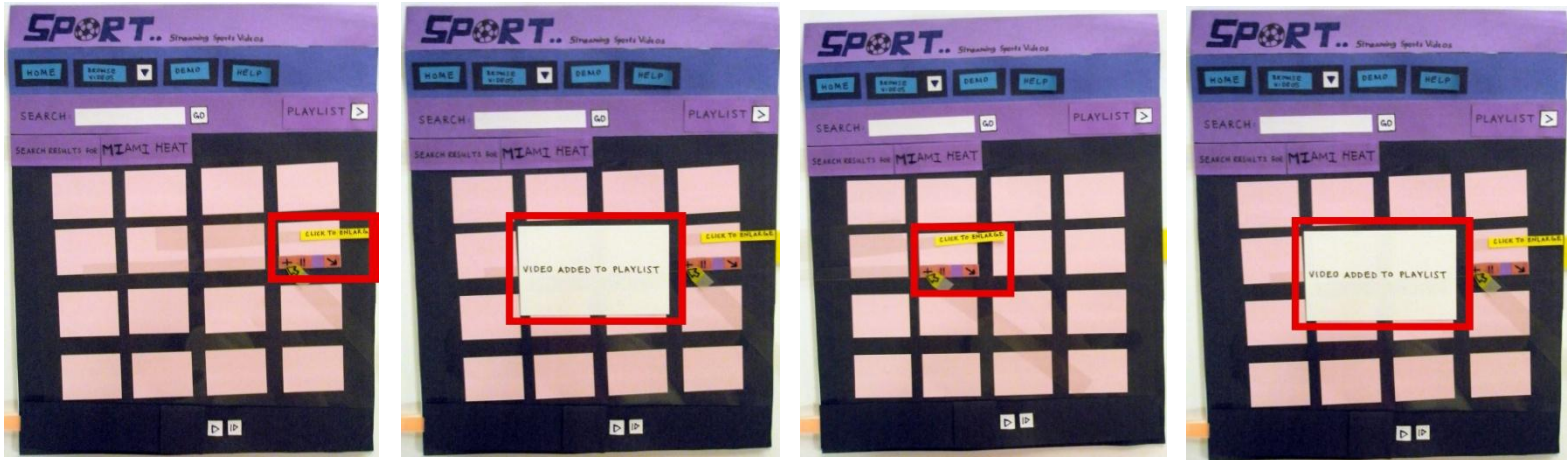 SPORT.. Streaming Sports Videos
HOME BROWSE VIDEOS DEMO HELP
SEARCH: GO PLAYLIST >
SEARCH RESULTS FOR MIAMI HEAT
CLICK TO ENLARGE
SPORT.. Streaming Sports Videos
HOME BROWSE VIDEOS DEMO HELP
SEARCH: GO PLAYLIST >
SEARCH RESULTS FOR MIAMI HEAT
CLICK TO ENLARGE
VIDEO ADDED TO PLAYLIST
SPORT.. Streaming Sports Videos
HOME BROWSE VIDEOS DEMO HELP
SEARCH: GO PLAYLIST >
SEARCH RESULTS FOR MIAMI HEAT
CLICK TO ENLARGE
SPORT.. Streaming Sports Videos
HOME BROWSE VIDEOS DEMO HELP
SEARCH: GO PLAYLIST >
SEARCH RESULTS FOR MIAMI HEAT
CLICK TO ENLARGE
VIDEO ADDED TO PLAYLIST